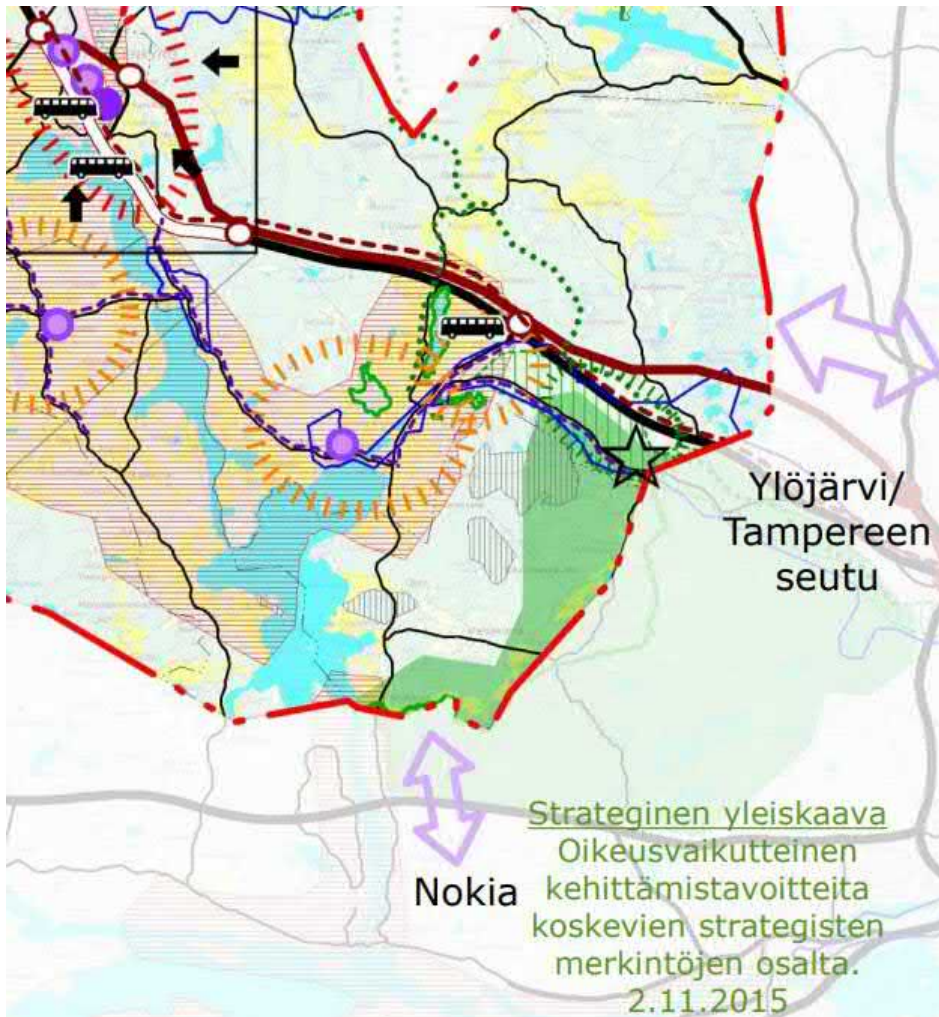 Ylöjärvi/
Tampereen
seutu
Nokia
Strateginen yleiskaava
Oikeusvaikutteinen
kehittämistavoitteita
koskevien strategisten
merkintöjen osalta.
2.11.2015